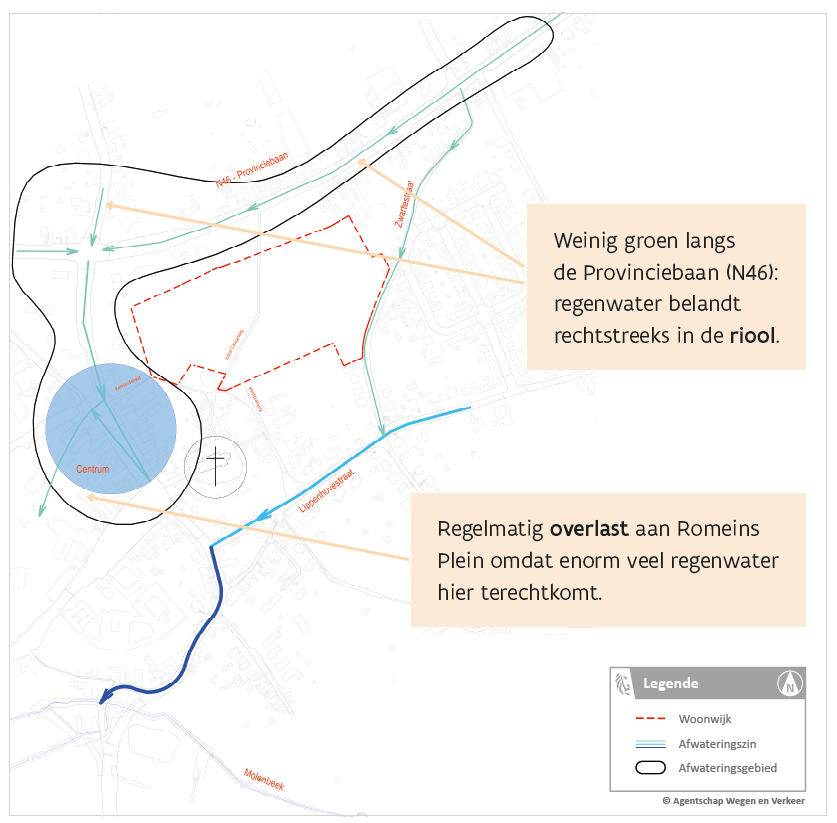 N46 - Provinciebaan
Zwartestraat
Weinig groen langs
de Provinciebaan (N46):
regenwater belandt
rechtstreeks in de riool.
Centrum
Lippenhovestraat
Regelmatig overlast aan Romeins
Plein omdat enorm veel regenwater
hier terechtkomt.
Molenbeek
Legende
N
Woonwijk
Afwateringszin
Afwateringsgebied
© Agentschap Wegen en Verkeer